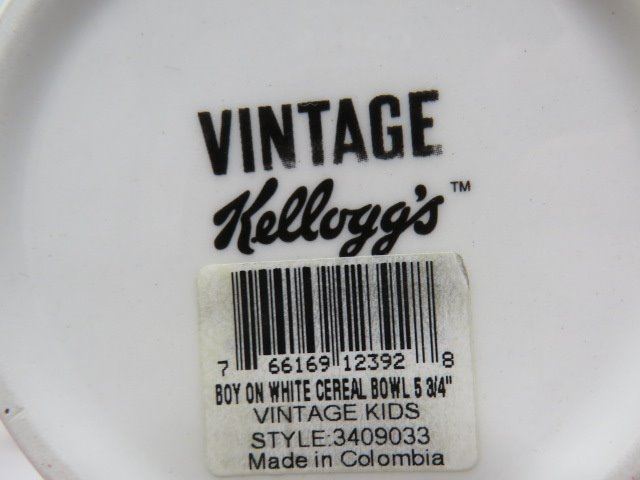 VINTAGE
Kellogg's™
7 66169 12392 8
BOY ON WHITE CEREAL BOWL 5 3/4"
VINTAGE KIDS
STYLE:3409033
Made in Colombia